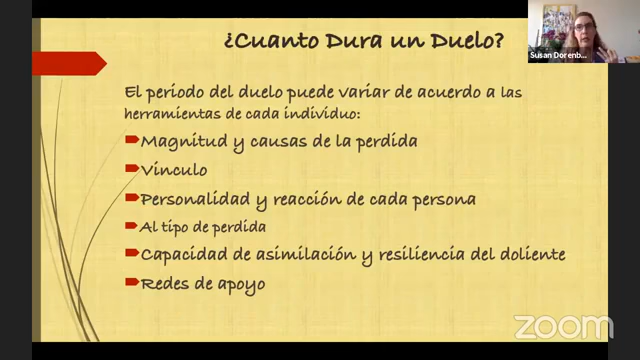 ¿Cuanto Dura un Duelo?
Susan Dorenb...
El periodo del duelo puede variar de acuerdo a las
herramientas de cada individuo:
Magnitud y causas de la perdida
Vinculo
Personalidad y reacción de cada persona
Al tipo de perdida
Capacidad de asimilación y resiliencia del doliente
Redes de apoyo
zoom